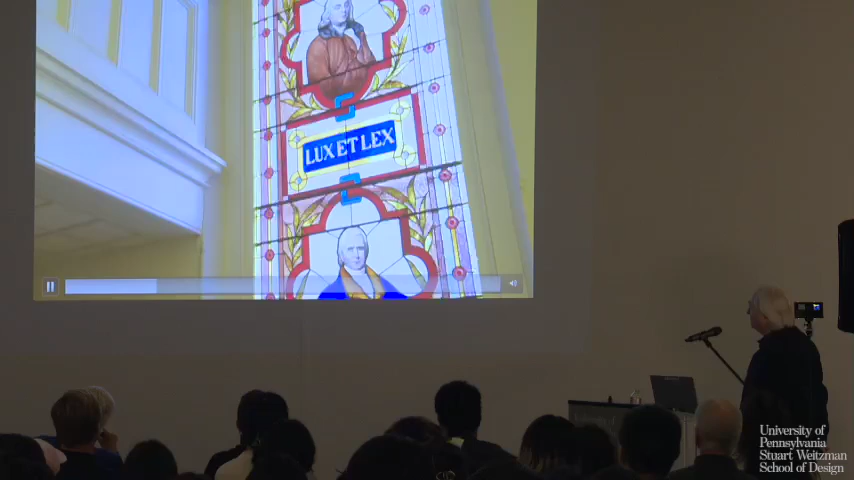 LUX ET LEX
University of
Pennsylvania
Stuart Weitzman
School of Design